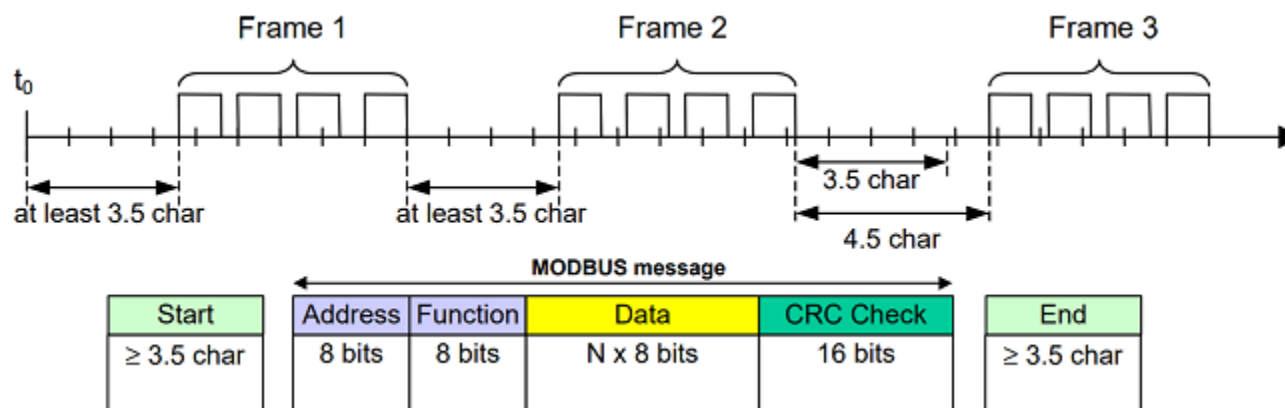 Frame 1 Frame 2 Frame 3
t0
3.5 char
at least 3.5 char at least 3.5 char
4.5 char
MODBUS message
Start Address Function Data CRC Check End
≥ 3.5 char 8 bits 8 bits N x 8 bits 16 bits ≥ 3.5 char